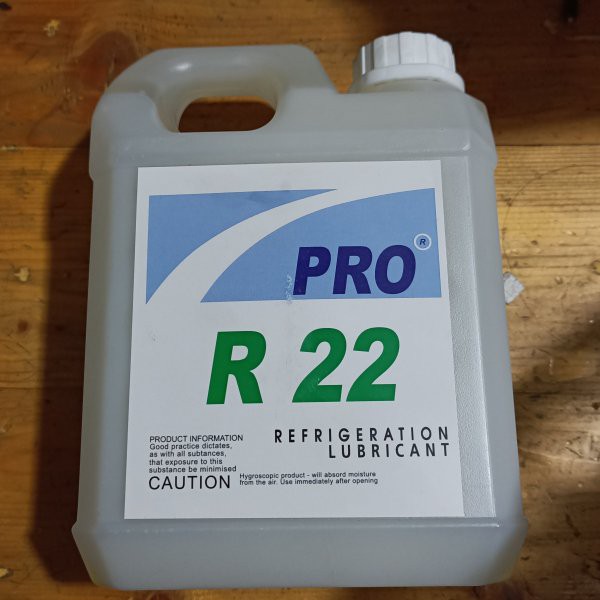 PRO ®
R 22
REFRIGERATION
LUBRICANT
PRODUCT INFORMATION
Good practice dictates,
as with all subtances,
that exposure to this
substance be minimised
CAUTION
Hygroscopic product - will absord moisture
from the air. Use immediately after opening